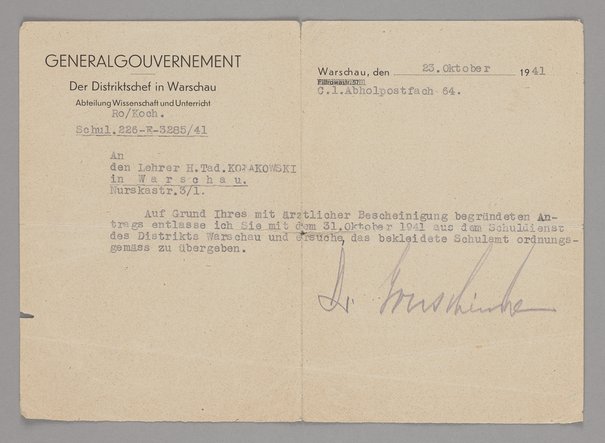 GENERALGOUVERNEMENT
Der Distriktschef in Warschau
Abteilung Wissenschaft und Unterricht
Ro/Koch.
Schul.226-E-3285/41
Warschau, den 23.Oktober 1941
C.1.Abholpostfach 64.
An
den Lehrer H.Tad.KOŁAKOWSKI
in Warschau.
Nurskastr.3/1.
Auf Grund Ihres mit ärztlicher Bescheinigung begründeten An-
trags entlasse ich Sie mit dem 31.Oktober 1941 aus dem Schuldienst
des Distrikts Warschau und ersuche, das bekleidete Schulamt ordnungs-
gemäss zu übergeben.
Dr.